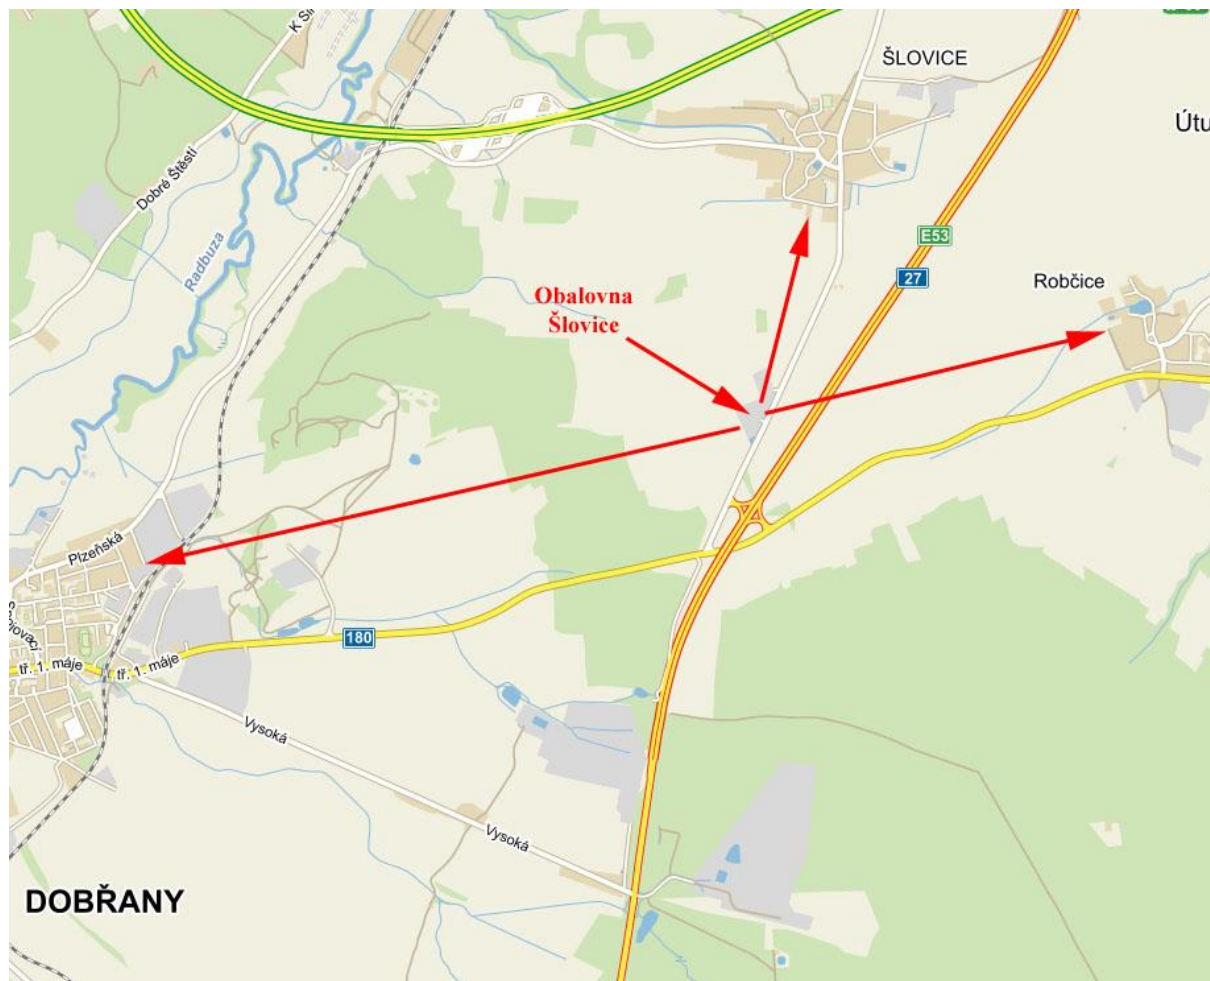 K Sl
ŠLOVICE
Útu
Dobré Štěstí
Radbuza
E53
27
Robčice
Obalovna
Šlovice
Plzeňská
180
tř. 1. máje
tř. 1. máje
Vysoká
Vysoká
DOBŘANY